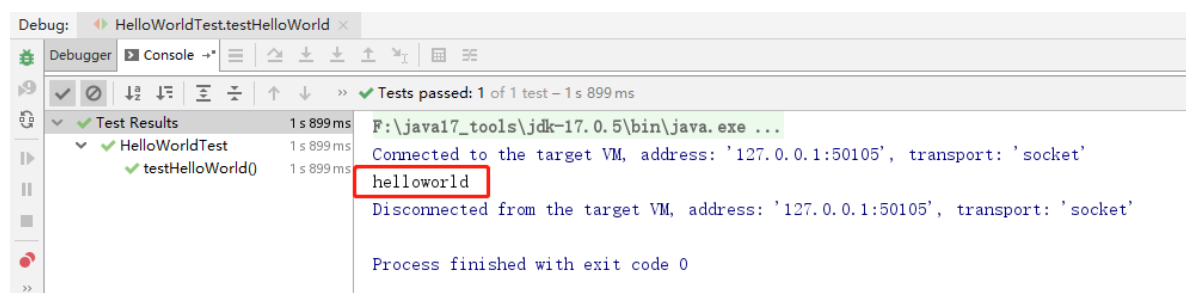 Debug: HelloWorldTest.testHelloWorld
Debugger Console
Tests passed: 1 of 1 test – 1 s 899 ms
Test Results 1 s 899 ms
HelloWorldTest 1 s 899 ms
testHelloWorld() 1 s 899 ms
F:\java17_tools\jdk-17.0.5\bin\java.exe ...
Connected to the target VM, address: '127.0.0.1:50105', transport: 'socket'
helloworld
Disconnected from the target VM, address: '127.0.0.1:50105', transport: 'socket'
Process finished with exit code 0